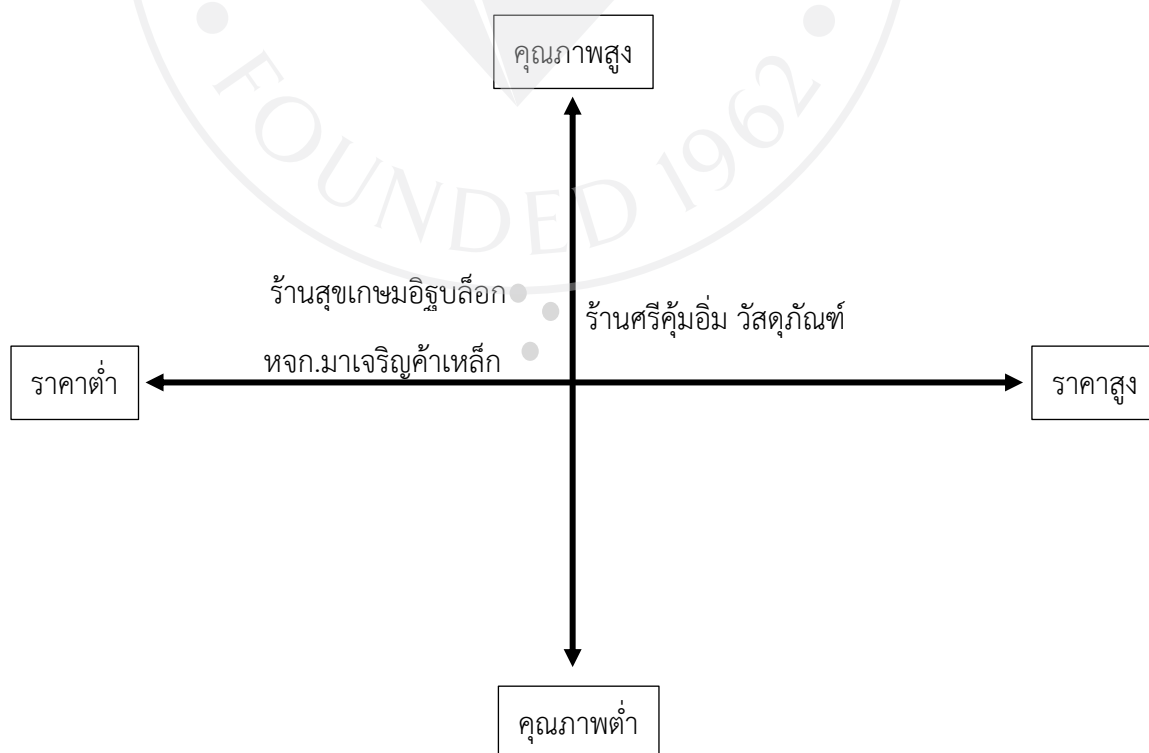 คุณภาพสูง
FOUNDED 1962
ร้านสุขเกษมอิฐบล็อก
ร้านศรีคุ้มอิ่ม วัสดุภัณฑ์
หจก.มาเจริญค้าเหล็ก
ราคาต่ำ
ราคาสูง
คุณภาพต่ำ